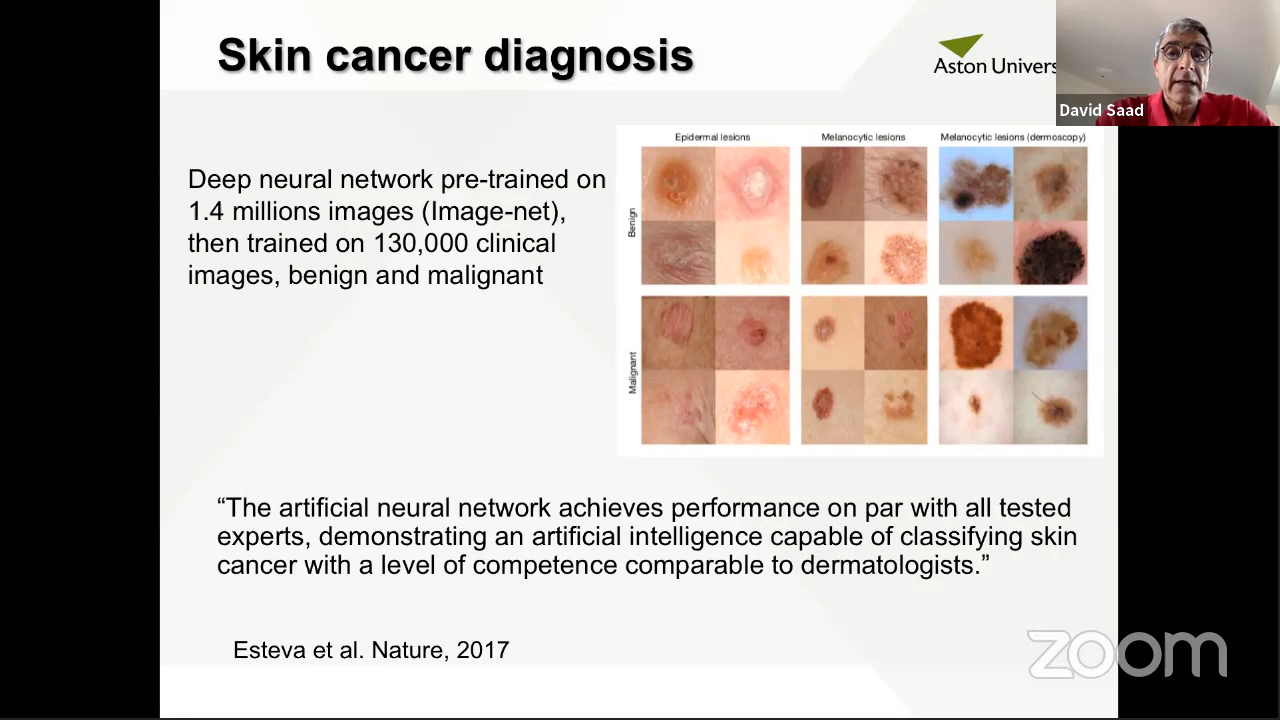 Skin cancer diagnosis
Aston Univers
David Saad
Deep neural network pre-trained on
1.4 millions images (Image-net),
then trained on 130,000 clinical
images, benign and malignant
Epidermal lesions
Melanocytic lesions
Melanocytic lesions (dermoscopy)
Benign
Malignant
“The artificial neural network achieves performance on par with all tested
experts, demonstrating an artificial intelligence capable of classifying skin
cancer with a level of competence comparable to dermatologists.”
Esteva et al. Nature, 2017
zoom